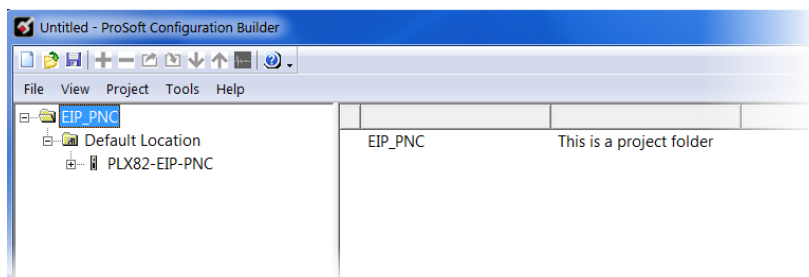 Untitled - ProSoft Configuration Builder
File View Project Tools Help
EIP_PNC
Default Location
PLX82-EIP-PNC
EIP_PNC This is a project folder